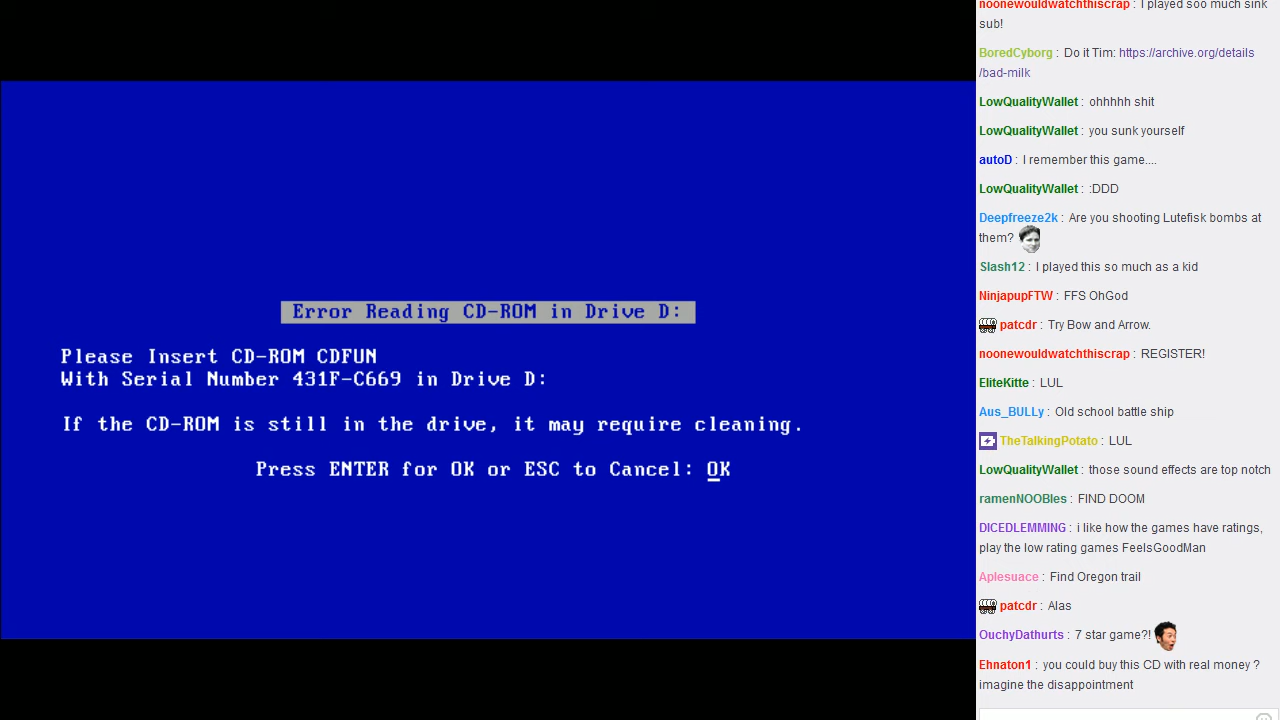 Error Reading CD-ROM in Drive D:
Please Insert CD-ROM CDFUN
With Serial Number 431F-C669 in Drive D:
If the CD-ROM is still in the drive, it may require cleaning.
Press ENTER for OK or ESC to Cancel: OK
noonewouldwatchthiscrap : I played soo much sink
sub!
BoredCyborg : Do it Tim: https://archive.org/details
/bad-milk
LowQualityWallet : ohhhhh shit
LowQualityWallet : you sunk yourself
autoD : I remember this game....
LowQualityWallet : :DDD
Deepfreeze2k : Are you shooting Lutefisk bombs at
them?
Slash12 : I played this so much as a kid
NinjapupFTW : FFS OhGod
patcdr : Try Bow and Arrow.
noonewouldwatchthiscrap : REGISTER!
EliteKitte : LUL
Aus_BULLy : Old school battle ship
TheTalkingPotato : LUL
LowQualityWallet : those sound effects are top notch
ramenNOOBles : FIND DOOM
DICEDLEMMING : i like how the games have ratings,
play the low rating games FeelsGoodMan
Aplesuace : Find Oregon trail
patcdr : Alas
OuchyDathurts : 7 star game?!
Ehnaton1 : you could buy this CD with real money ?
imagine the disappointment